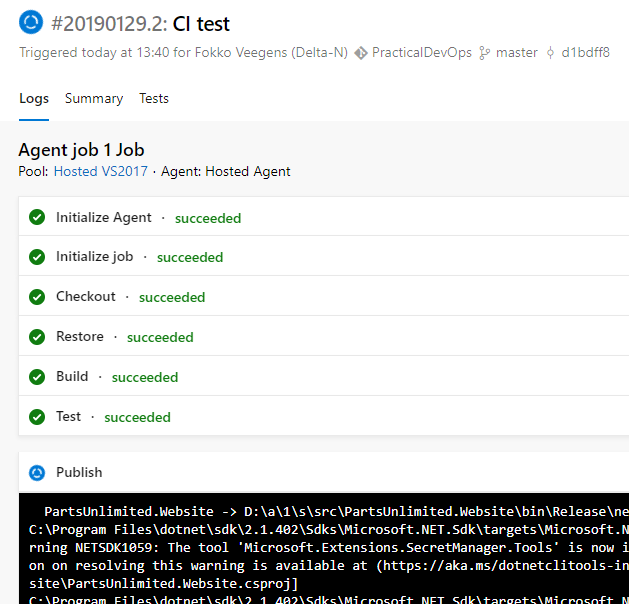 #20190129.2: CI test
Triggered today at 13:40 for Fokko Veegens (Delta-N) PracticalDevOps master d1bdff8
Logs Summary Tests
Agent job 1 Job
Pool: Hosted VS2017 · Agent: Hosted Agent
Initialize Agent · succeeded
Initialize job · succeeded
Checkout · succeeded
Restore · succeeded
Build · succeeded
Test · succeeded
Publish
PartsUnlimited.Website -> D:\a\1\s\src\PartsUnlimited.Website\bin\Release\ne
C:\Program Files\dotnet\sdk\2.1.402\Sdks\Microsoft.NET.Sdk\targets\Microsoft.N
rning NETSDK1059: The tool 'Microsoft.Extensions.SecretManager.Tools' is now i
on on resolving this warning is available at (https://aka.ms/dotnetclitools-in
site\PartsUnlimited.Website.csproj]
C:\Program Files\dotnet\sdk\2.1.402\Sdks\Microsoft.NET.Sdk\targets\Microsoft.N